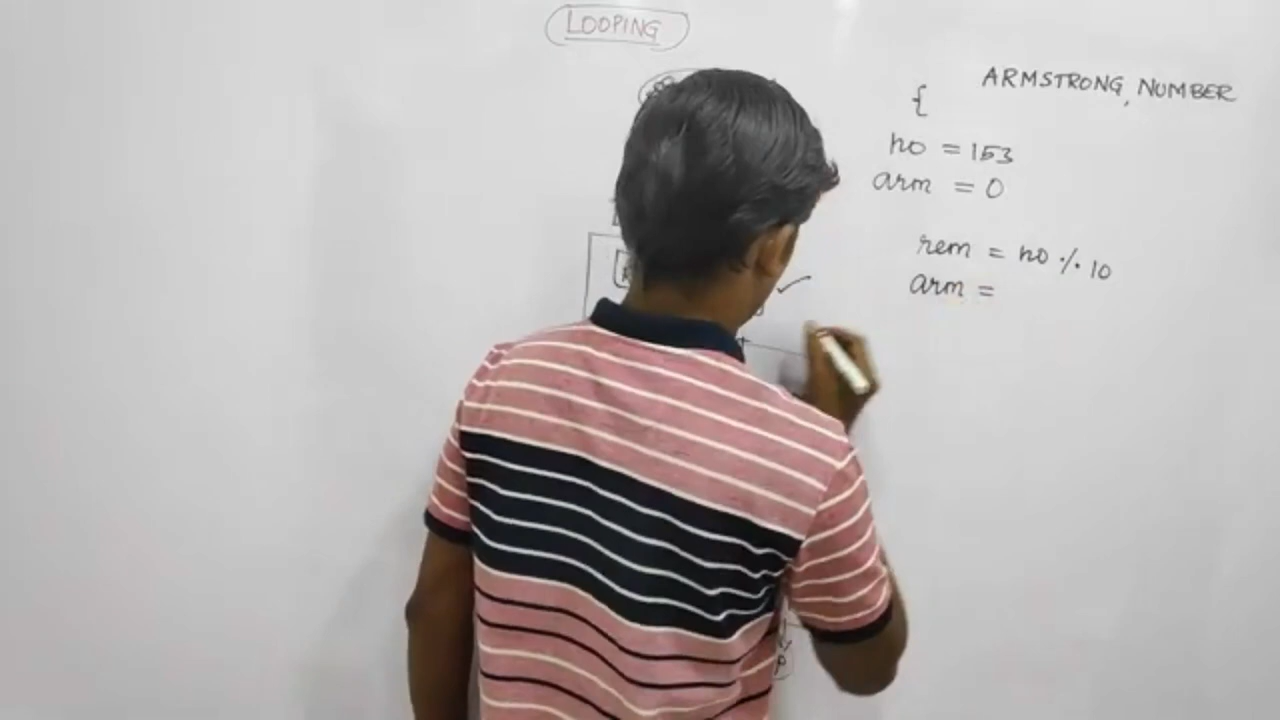 LOOPING
ARMSTRONG, NUMBER
{
no = 153
arm = 0
rem = no % 10
arm =